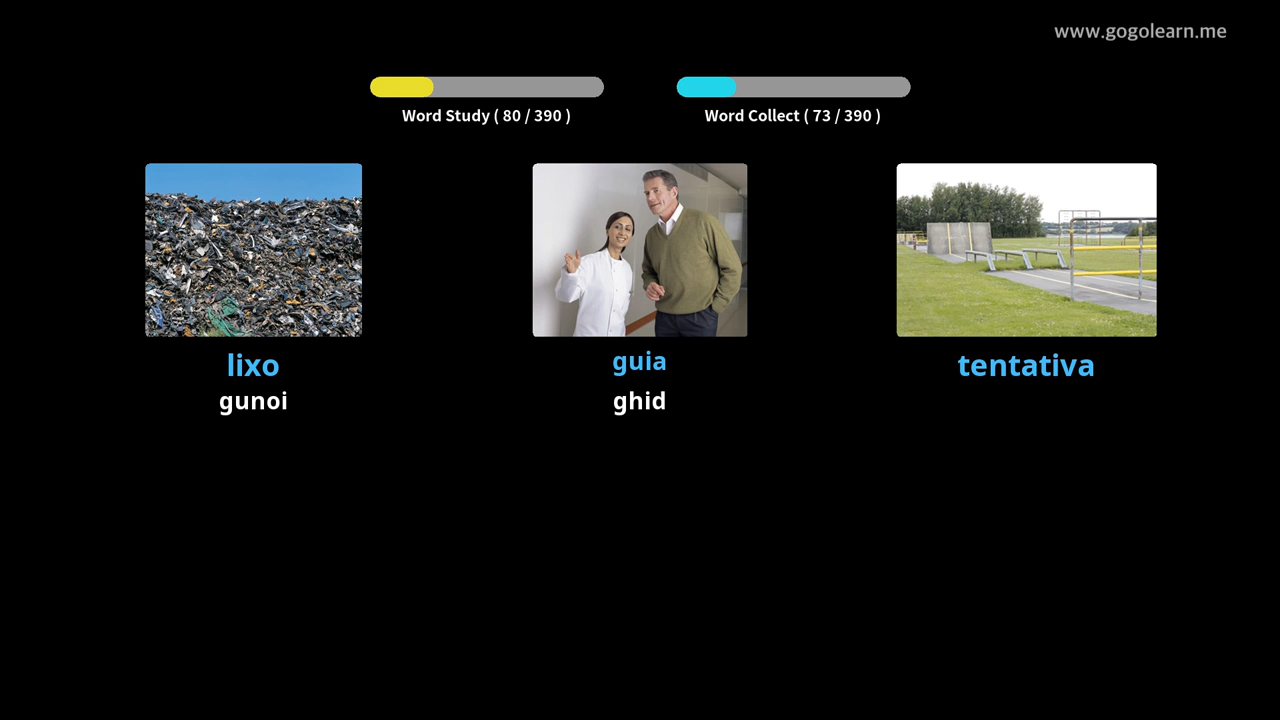 www.gogolearn.me
Word Study ( 80 / 390 )
Word Collect ( 73 / 390 )
lixo
guia
tentativa
gunoi
ghid